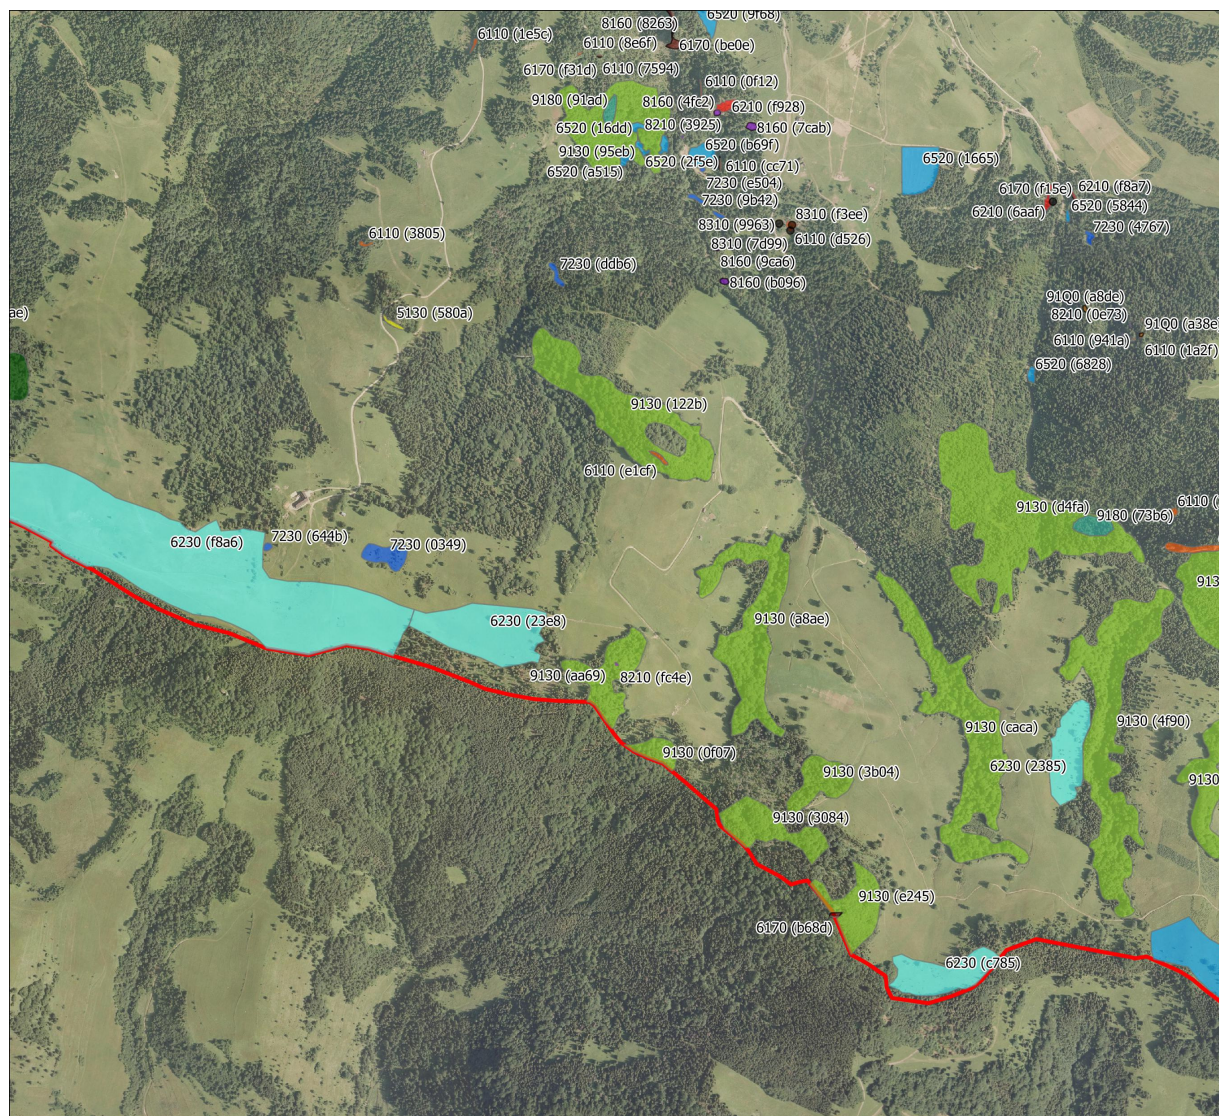 6520 (9f68)
8160 (8263)
6110 (1e5c)
6110 (8e6f)
6170 (be0e)
6170 (f31d)
6110 (7594)
6110 (0f12)
9180 (91ad)
8160 (4fc2)
6210 (f928)
6520 (16dd)
8210 (3925)
8160 (7cab)
9130 (95eb)
6520 (b69f)
6520 (2f5e)
6110 (cc71)
6520 (a515)
6520 (1665)
7230 (e504)
6170 (f15e)
6210 (f8a7)
7230 (9b42)
6520 (5844)
6210 (6aaf)
8310 (f3ee)
8310 (9963)
7230 (4767)
6110 (3805)
6110 (d526)
8310 (7d99)
8160 (9ca6)
7230 (ddb6)
8160 (b096)
91Q0 (a8de)
ae)
5130 (580a)
8210 (0e73)
91Q0 (a38e
6110 (941a)
6110 (1a2f)
6520 (6828)
9130 (122b)
6110 (e1cf)
6110 (
9130 (d4fa)
9180 (73b6)
6230 (f8a6)
7230 (644b)
7230 (0349)
913
6230 (23e8)
9130 (a8ae)
9130 (aa69)
8210 (fc4e)
9130 (4f90)
9130 (caca)
9130 (0f07)
6230 (2385)
9130 (3b04)
9130
9130 (3084)
9130 (e245)
6170 (b68d)
6230 (c785)